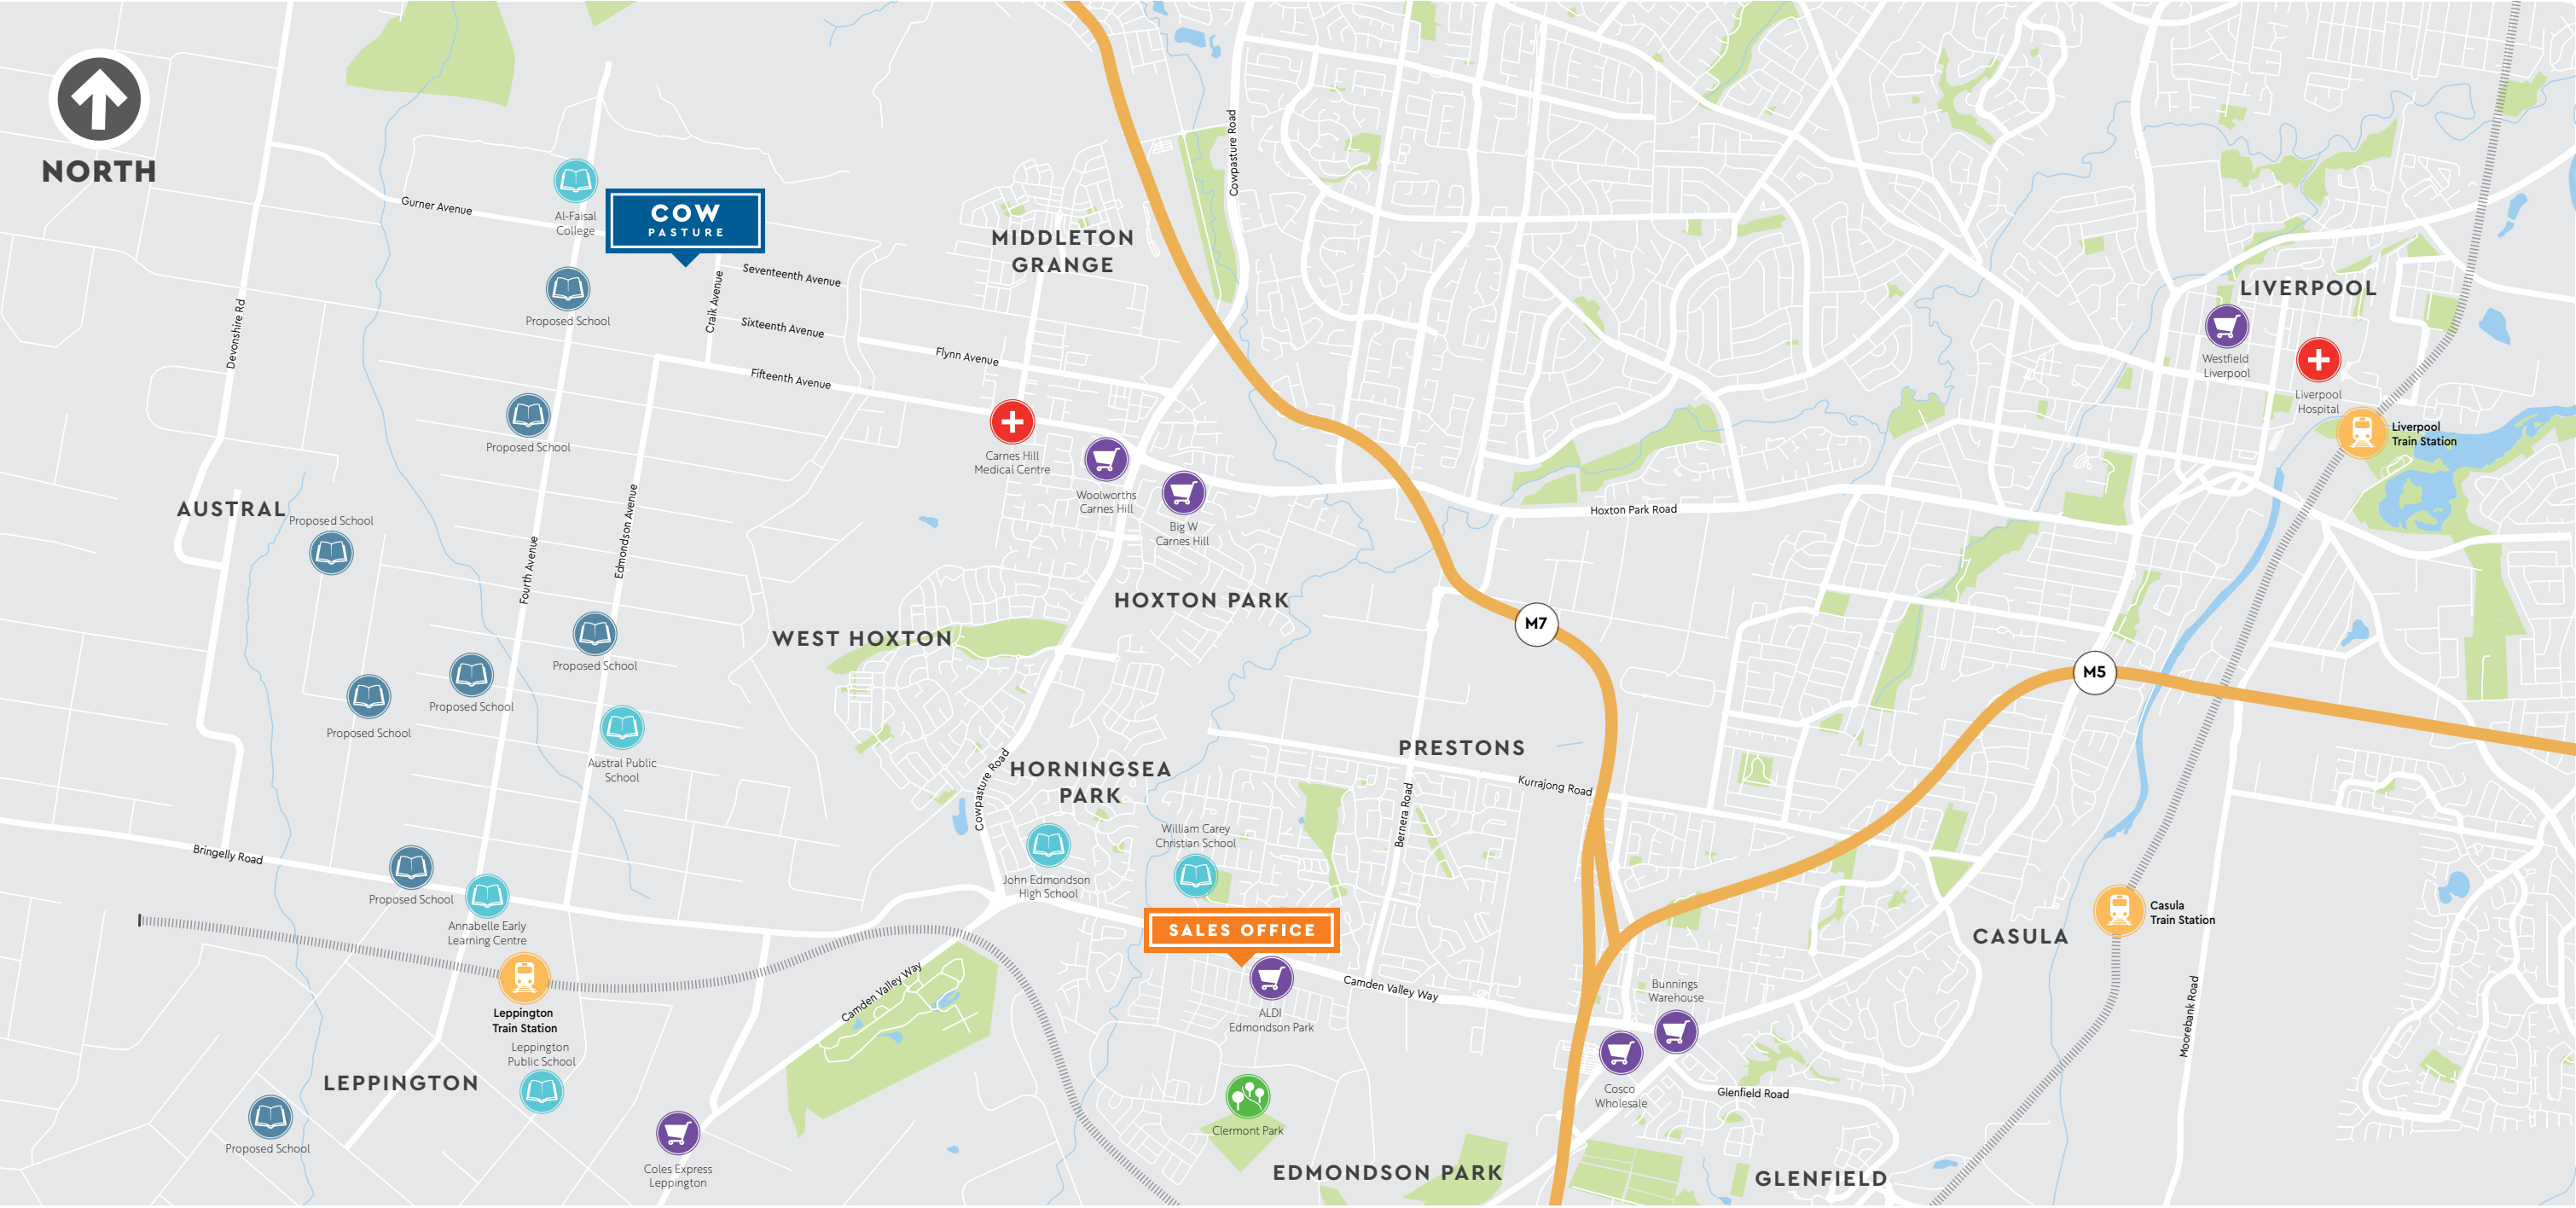 NORTH
Gurner Avenue
Al-Faisal
College
COW
PASTURE
Proposed School
Seventeenth Avenue
Craik Avenue
Sixteenth Avenue
Devonshire Rd
Flynn Avenue
Fifteenth Avenue
MIDDLETON
GRANGE
Cowpasture Road
LIVERPOOL
Westfield
Liverpool
Liverpool
Hospital
Liverpool
Train Station
Proposed School
Carnes Hill
Medical Centre
Woolworths
Carnes Hill
Big W
Carnes Hill
Hoxton Park Road
AUSTRAL
Proposed School
Fourth Avenue
Edmondson Avenue
HOXTON PARK
WEST HOXTON
M7
M5
Proposed School
Proposed School
Proposed School
Austral Public
School
PRESTONS
Kurrajong Road
HORNINGSEA
PARK
Cowpasture Road
Bernera Road
William Carey
Christian School
John Edmondson
High School
Bringelly Road
Proposed School
Annabelle Early
Learning Centre
SALES OFFICE
CASULA
Casula
Train Station
Camden Valley Way
Camden Valley Way
ALDI
Edmondson Park
Bunnings
Warehouse
Cosco
Wholesale
Moorebank Road
Glenfield Road
Leppington
Train Station
Leppington
Public School
LEPPINGTON
Proposed School
Coles Express
Leppington
Clermont Park
EDMONDSON PARK
GLENFIELD